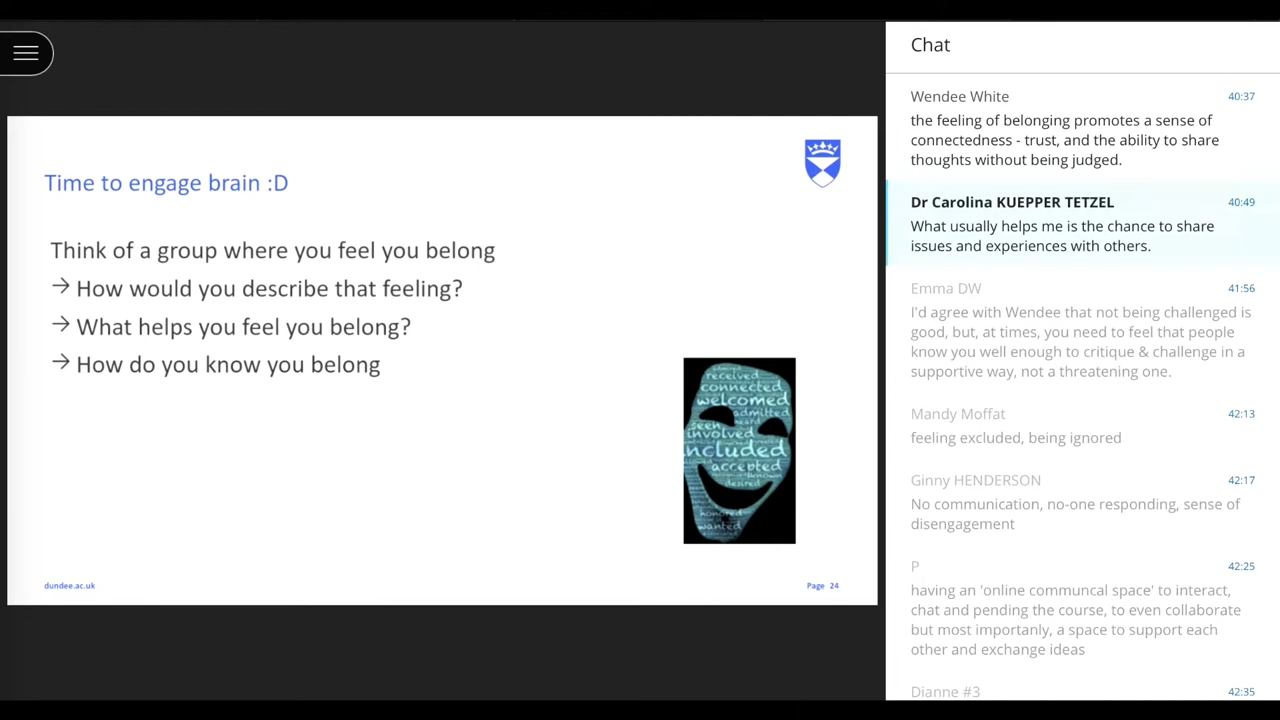 Time to engage brain :D
Think of a group where you feel you belong
→ How would you describe that feeling?
→ What helps you feel you belong?
→ How do you know you belong
received
connected
welcomed
admitted
seen
involved
included
accepted
desired
honored
wanted
dundee.ac.uk
Page 24
Chat
Wendee White 40:37
the feeling of belonging promotes a sense of
connectedness - trust, and the ability to share
thoughts without being judged.
Dr Carolina KUEPPER TETZEL 40:49
What usually helps me is the chance to share
issues and experiences with others.
Emma DW 41:56
I'd agree with Wendee that not being challenged is
good, but, at times, you need to feel that people
know you well enough to critique & challenge in a
supportive way, not a threatening one.
Mandy Moffat 42:13
feeling excluded, being ignored
Ginny HENDERSON 42:17
No communication, no-one responding, sense of
disengagement
P 42:25
having an 'online communcal space' to interact,
chat and pending the course, to even collaborate
but most importanly, a space to support each
other and exchange ideas
Dianne #3 42:35